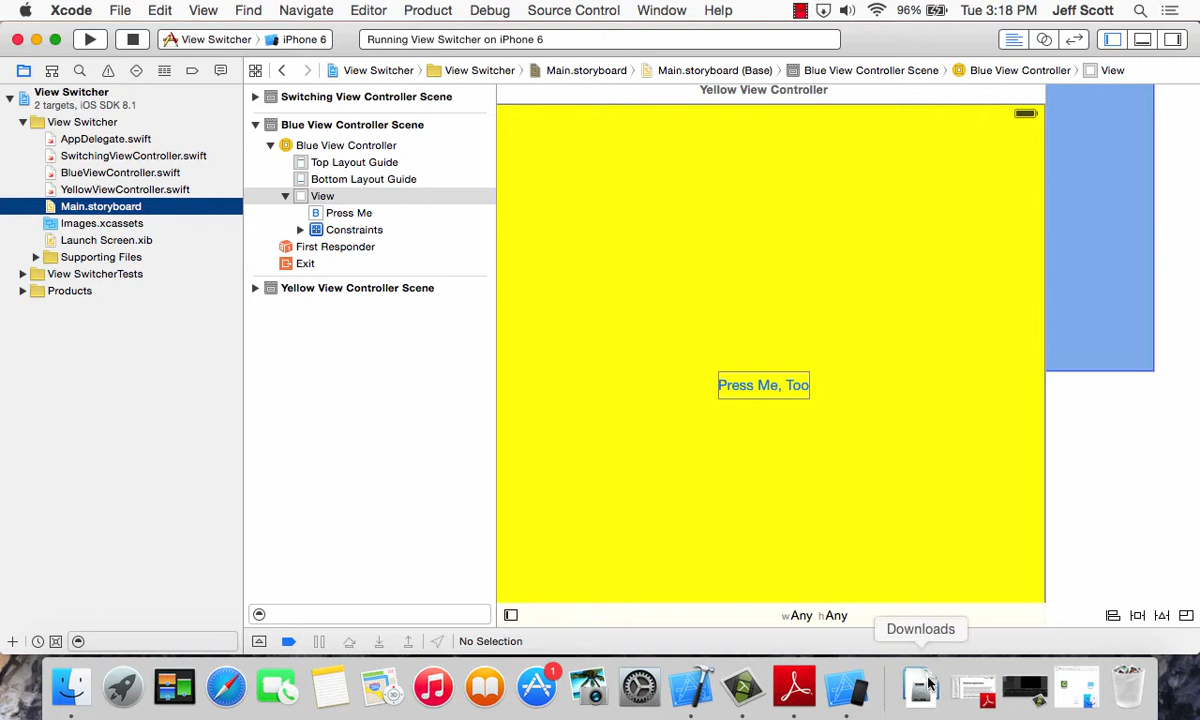 Xcode File Edit View Find Navigate Editor Product Debug Source Control Window Help 96% Tue 3:18 PM Jeff Scott
View Switcher iPhone 6 Running View Switcher on iPhone 6
View Switcher View Switcher Main.storyboard Main.storyboard (Base) Blue View Controller Scene Blue View Controller View
View Switcher
2 targets, iOS SDK 8.1
View Switcher
AppDelegate.swift
SwitchingViewController.swift
BlueViewController.swift
YellowViewController.swift
Main.storyboard
Images.xcassets
Launch Screen.xib
Supporting Files
View SwitcherTests
Products
Switching View Controller Scene
Blue View Controller Scene
Blue View Controller
Top Layout Guide
Bottom Layout Guide
View
B Press Me
Constraints
First Responder
Exit
Yellow View Controller Scene
Yellow View Controller
Press Me, Too
wAny hAny
Downloads
No Selection
1